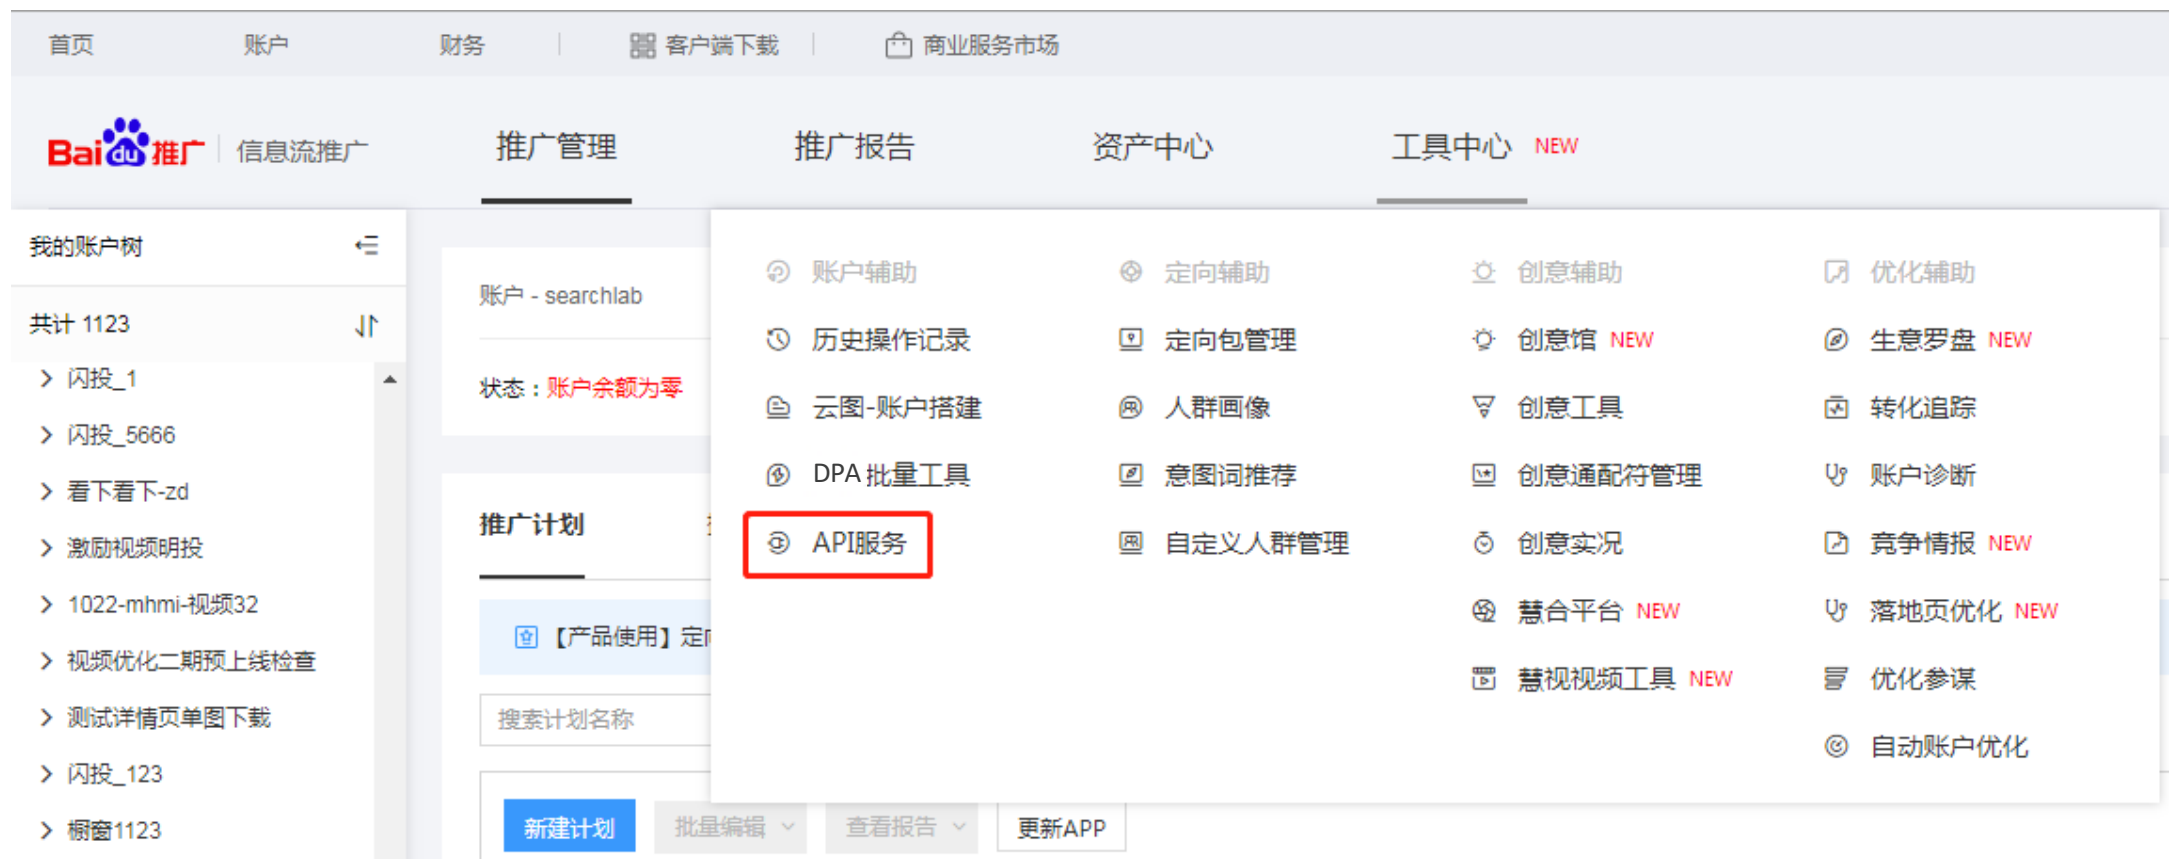 首页 账户 财务 客户端下载 商业服务市场
Bai du 推广 信息流推广 推广管理 推广报告 资产中心 工具中心 NEW
我的账户树
共计 1123
闪投_1
闪投_5666
看下看下-zd
激励视频明投
1022-mhmi-视频32
视频优化二期预上线检查
测试详情页单图下载
闪投_123
橱窗1123
账户 - searchlab
状态：账户余额为零
推广计划
【产品使用】定向
搜索计划名称
新建计划 批量编辑 查看报告 更新APP
账户辅助
历史操作记录
云图-账户搭建
DPA 批量工具
API服务
定向辅助
定向包管理
人群画像
意图词推荐
自定义人群管理
创意辅助
创意馆 NEW
创意工具
创意通配符管理
创意实况
慧合平台 NEW
慧视视频工具 NEW
优化辅助
生意罗盘 NEW
转化追踪
账户诊断
竞争情报 NEW
落地页优化 NEW
优化参谋
自动账户优化